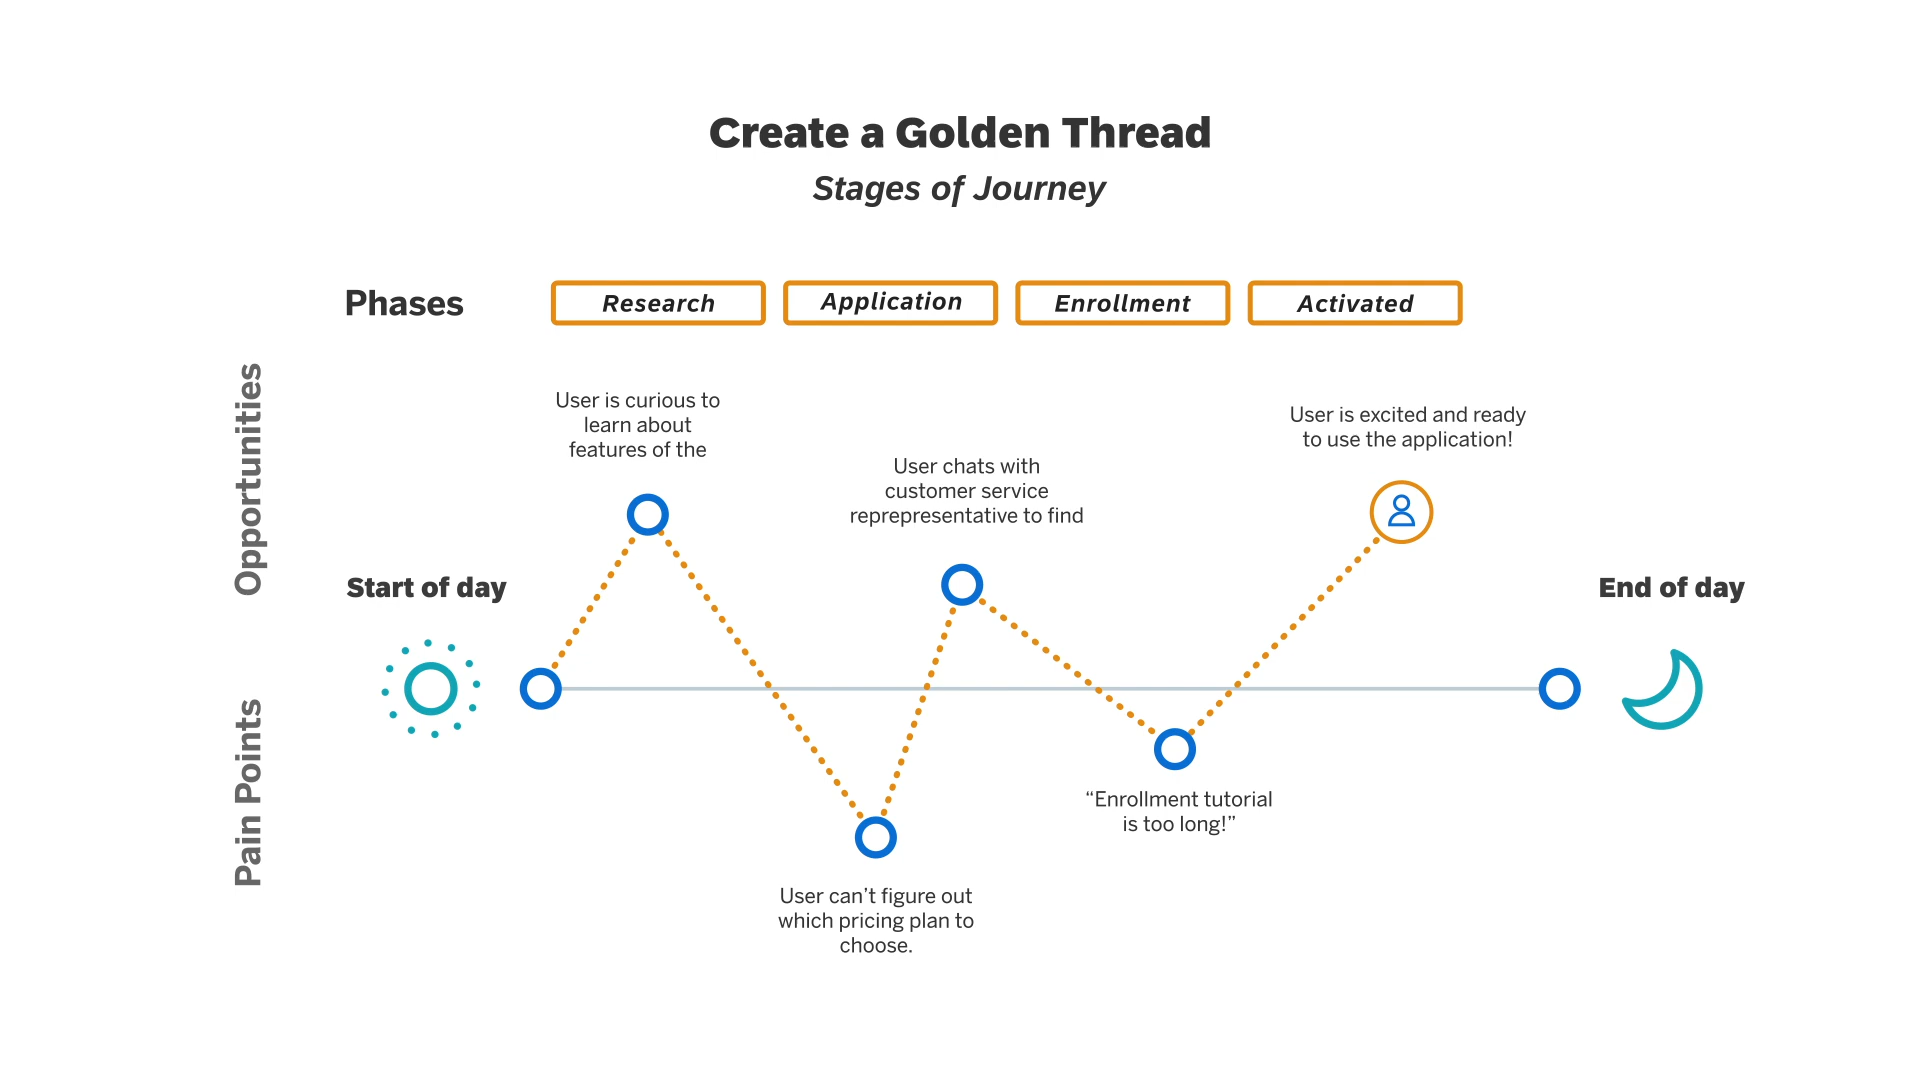 Create a Golden Thread
Stages of Journey
Phases
Research
Application
Enrollment
Activated
Opportunities
Pain Points
Start of day
End of day
User is curious to
learn about
features of the
User can’t figure out
which pricing plan to
choose.
User chats with
customer service
reprepresentative to find
“Enrollment tutorial
is too long!”
User is excited and ready
to use the application!